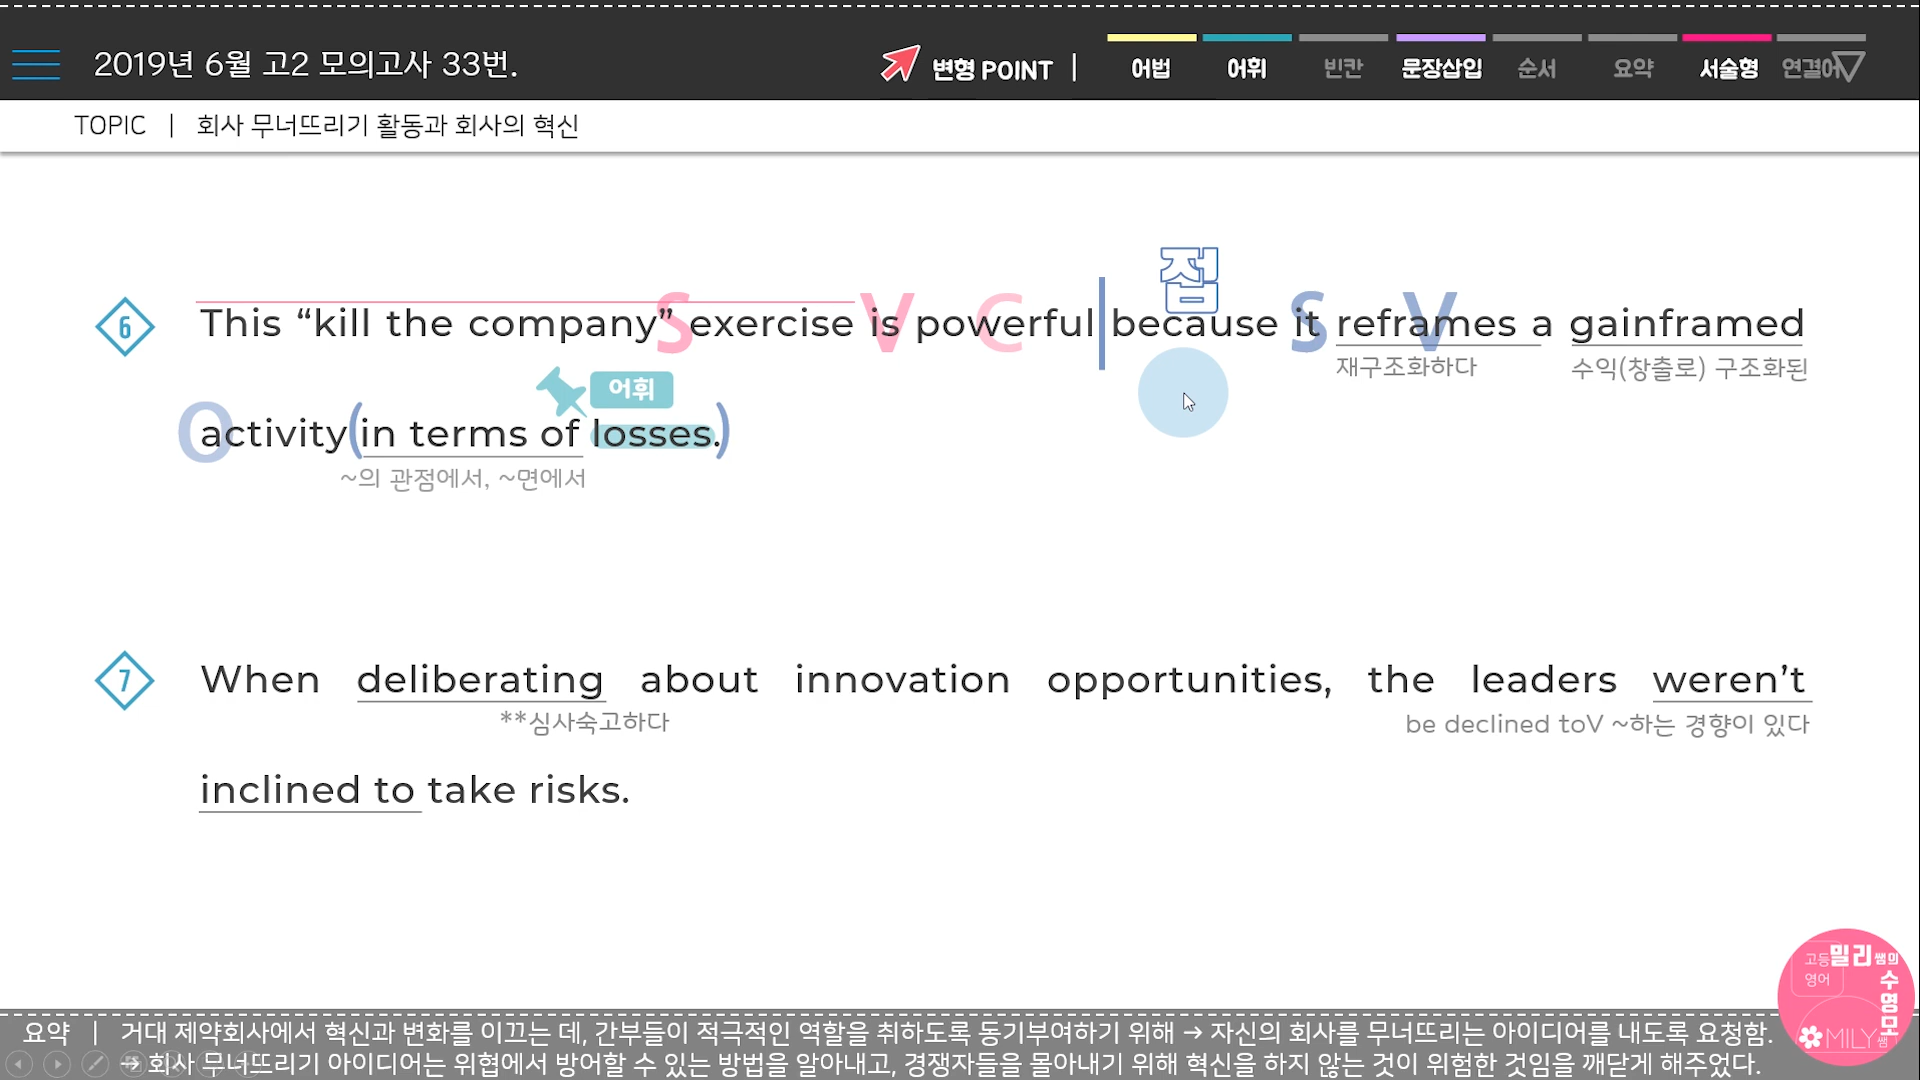 2019년 6월 고2 모의고사 33번.
변형 POINT | 어법 어휘 빈칸 문장삽입 순서 요약 서술형 연결어
TOPIC | 회사 무너뜨리기 활동과 회사의 혁신
접
6 This “kill the company” exercise is powerful because it reframes a gainframed
S V C S V
재구조화하다 수익(창출로) 구조화된
어휘
O activity (in terms of losses.)
~의 관점에서, ~면에서
7 When deliberating about innovation opportunities, the leaders weren’t
**심사숙고하다 be declined toV ~하는 경향이 있다
inclined to take risks.
고등 영어 밀리쌤의 수영모
MILY쌤
요약 | 거대 제약회사에서 혁신과 변화를 이끄는 데, 간부들이 적극적인 역할을 취하도록 동기부여하기 위해 → 자신의 회사를 무너뜨리는 아이디어를 내도록 요청함.
→ 회사 무너뜨리기 아이디어는 위협에서 방어할 수 있는 방법을 알아내고, 경쟁자들을 몰아내기 위해 혁신을 하지 않는 것이 위험한 것임을 깨닫게 해주었다.